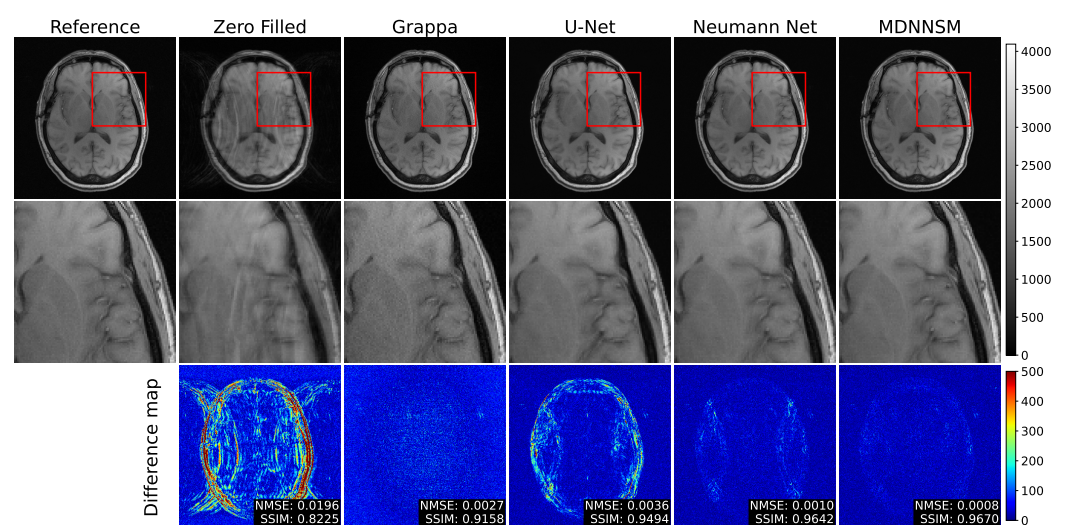 Reference Zero Filled Grappa U-Net Neumann Net MDNNSM
4000
3500
3000
2500
2000
1500
1000
500
0
Difference map
NMSE: 0.0196
SSIM: 0.8225
NMSE: 0.0027
SSIM: 0.9158
NMSE: 0.0036
SSIM: 0.9494
NMSE: 0.0010
SSIM: 0.9642
NMSE: 0.0008
SSIM: 0.9670
500
400
300
200
100
0